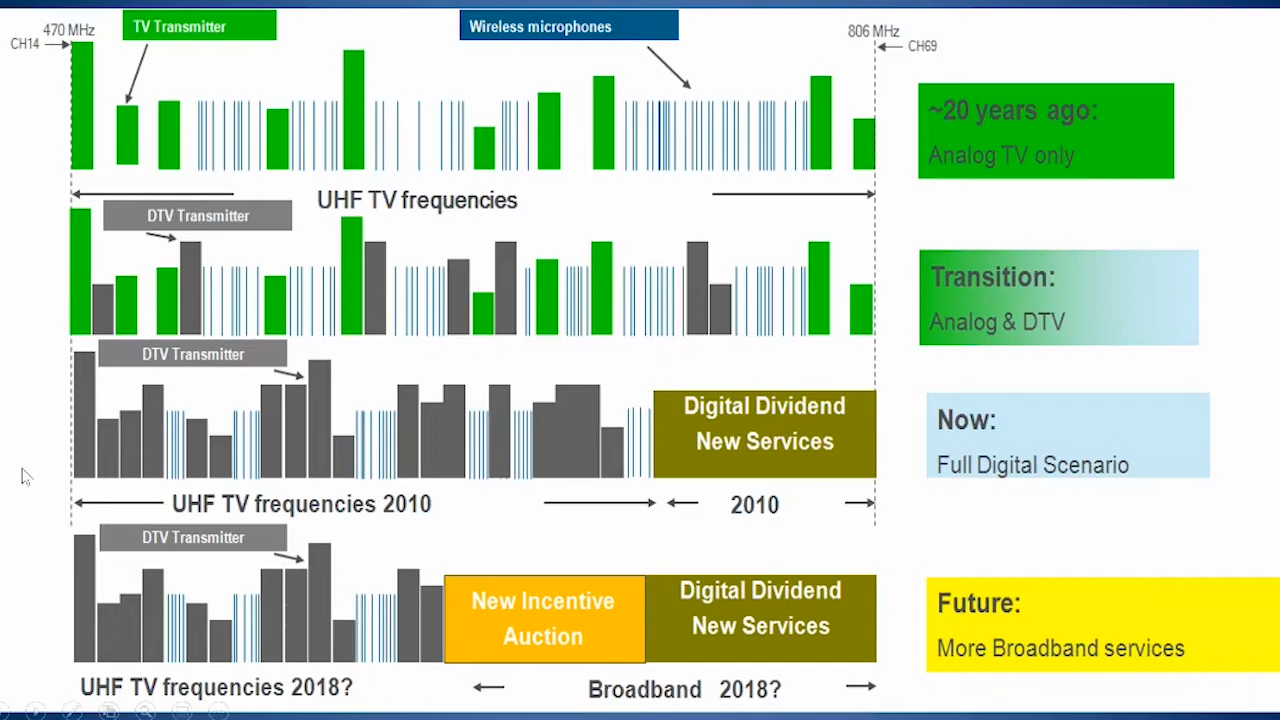 470 MHz
TV Transmitter
Wireless microphones
806 MHz
CH14
CH69
~20 years ago:
Analog TV only
UHF TV frequencies
DTV Transmitter
Transition:
Analog & DTV
DTV Transmitter
Digital Dividend
New Services
Now:
Full Digital Scenario
UHF TV frequencies 2010
2010
DTV Transmitter
New Incentive
Auction
Digital Dividend
New Services
Future:
More Broadband services
UHF TV frequencies 2018?
Broadband 2018?